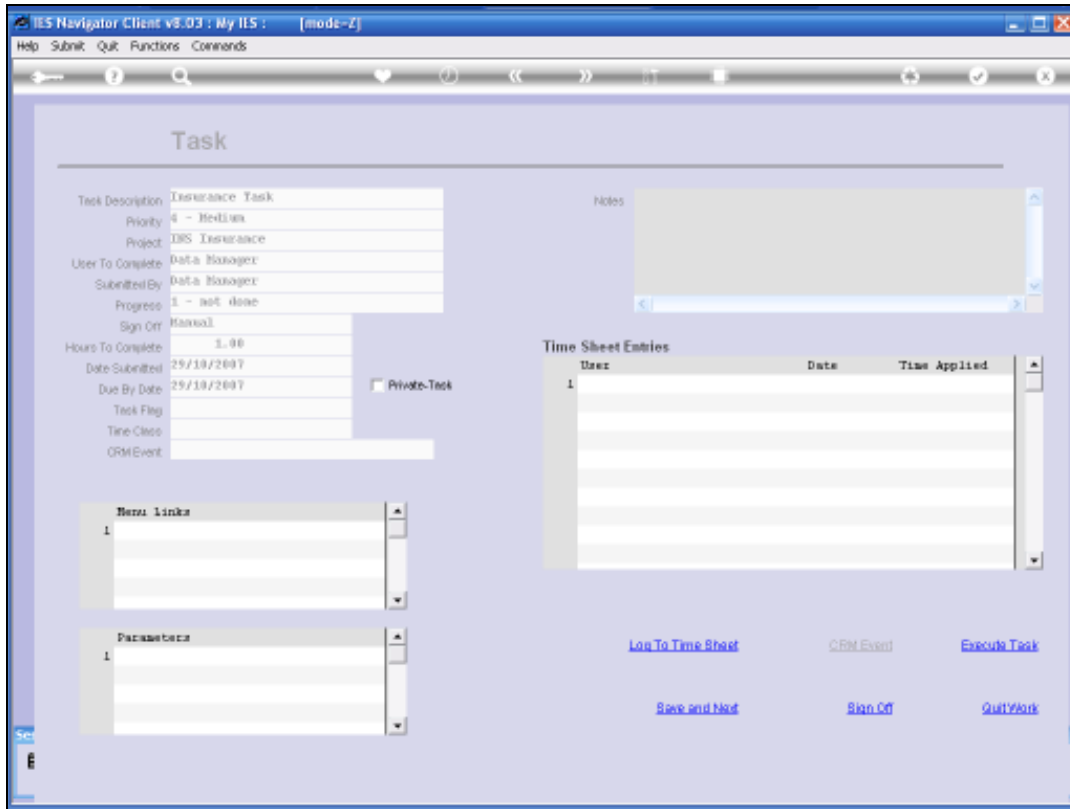 IES Navigator Client v8.03 : My IES : [mode-Z]
Help Submit Quit Functions Commands
Task
Task Description Insurance Task
Priority 4 - Medium
Project INS Insurance
User To Complete Data Manager
Submitted By Data Manager
Progress 1 - not done
Sign Off Manual
Hours To Complete 1.00
Date Submitted 29/10/2007
Due By Date 29/10/2007
Private-Task
Task Flag
Time Class
CRM Event
Notes
Time Sheet Entries
User Date Time Applied
1
Menu Links
1
Parameters
1
Log To Time Sheet CRM Event Execute Task
Save and Next Sign Off Quit Work